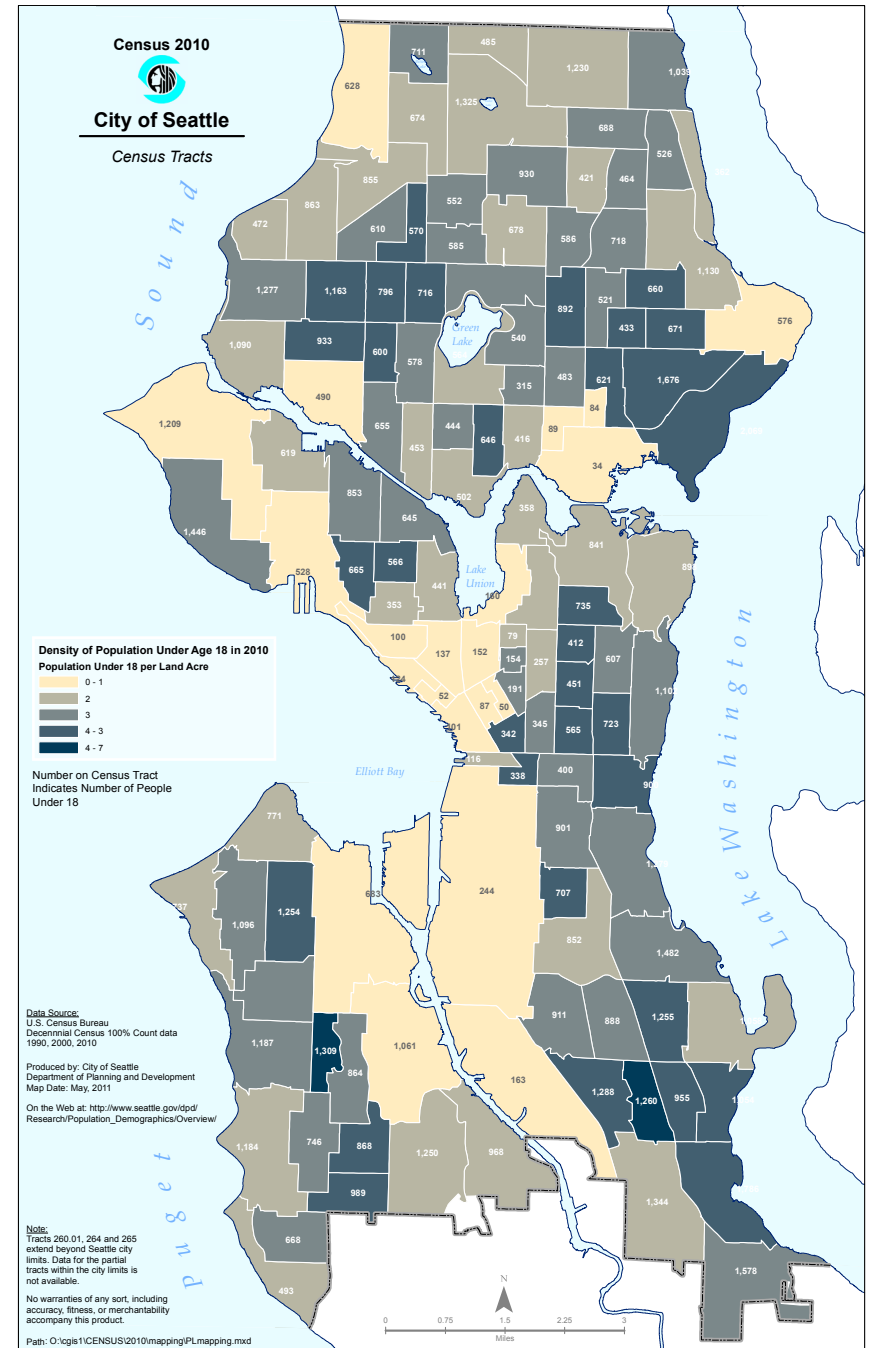 Census 2010
City of Seattle
Census Tracts
Puget Sound
Lake Washington
Elliott Bay
Green
Lake
Lake
Union
711
485
1,230
628
1,325
674
688
526
930
421
464
855
863
552
472
610
570
585
678
586
718
1,130
1,277
1,163
796
716
892
521
660
576
433
671
1,090
933
600
578
540
315
483
621
1,676
490
84
1,209
655
453
444
646
416
89
34
619
853
645
502
358
1,446
841
528
665
566
441
353
735
100
137
152
79
154
257
412
607
52
191
451
87
50
342
345
565
723
116
338
400
771
901
1,096
1,254
244
707
852
1,482
1,187
1,309
864
1,061
911
888
1,255
163
1,288
1,260
955
1,184
746
868
1,250
968
989
1,344
668
493
1,578
Density of Population Under Age 18 in 2010
Population Under 18 per Land Acre
0 - 1
2
3
4 - 3
4 - 7
Number on Census Tract
Indicates Number of People
Under 18
Data Source:
U.S. Census Bureau
Decennnial Census 100% Count data
1990, 2000, 2010
Produced by: City of Seattle
Department of Planning and Development
Map Date: May, 2011
On the Web at: http://www.seattle.gov/dpd/
Research/Population_Demographics/Overview/
Note:
Tracts 260.01, 264 and 265
extend beyond Seattle city
limits. Data for the partial
tracts within the city limits is
not available.
No warranties of any sort, including
accuracy, fitness, or merchantability
accompany this product.
Path: O:\cgis1\CENSUS\2010\mapping\PLmapping.mxd
N
0 0.75 1.5 2.25 3
Miles